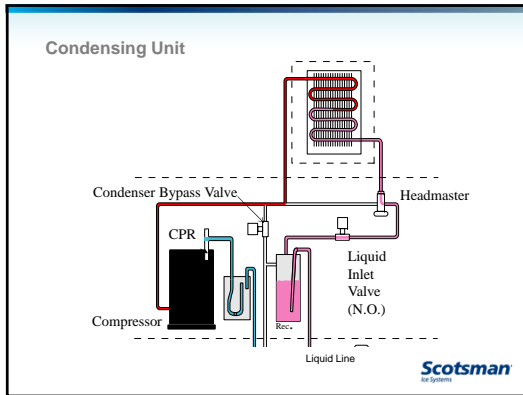 Condensing Unit
Condenser Bypass Valve
Headmaster
CPR
Liquid
Inlet
Valve
(N.O.)
Compressor
Rec.
Liquid Line
Scotsman
Ice Systems